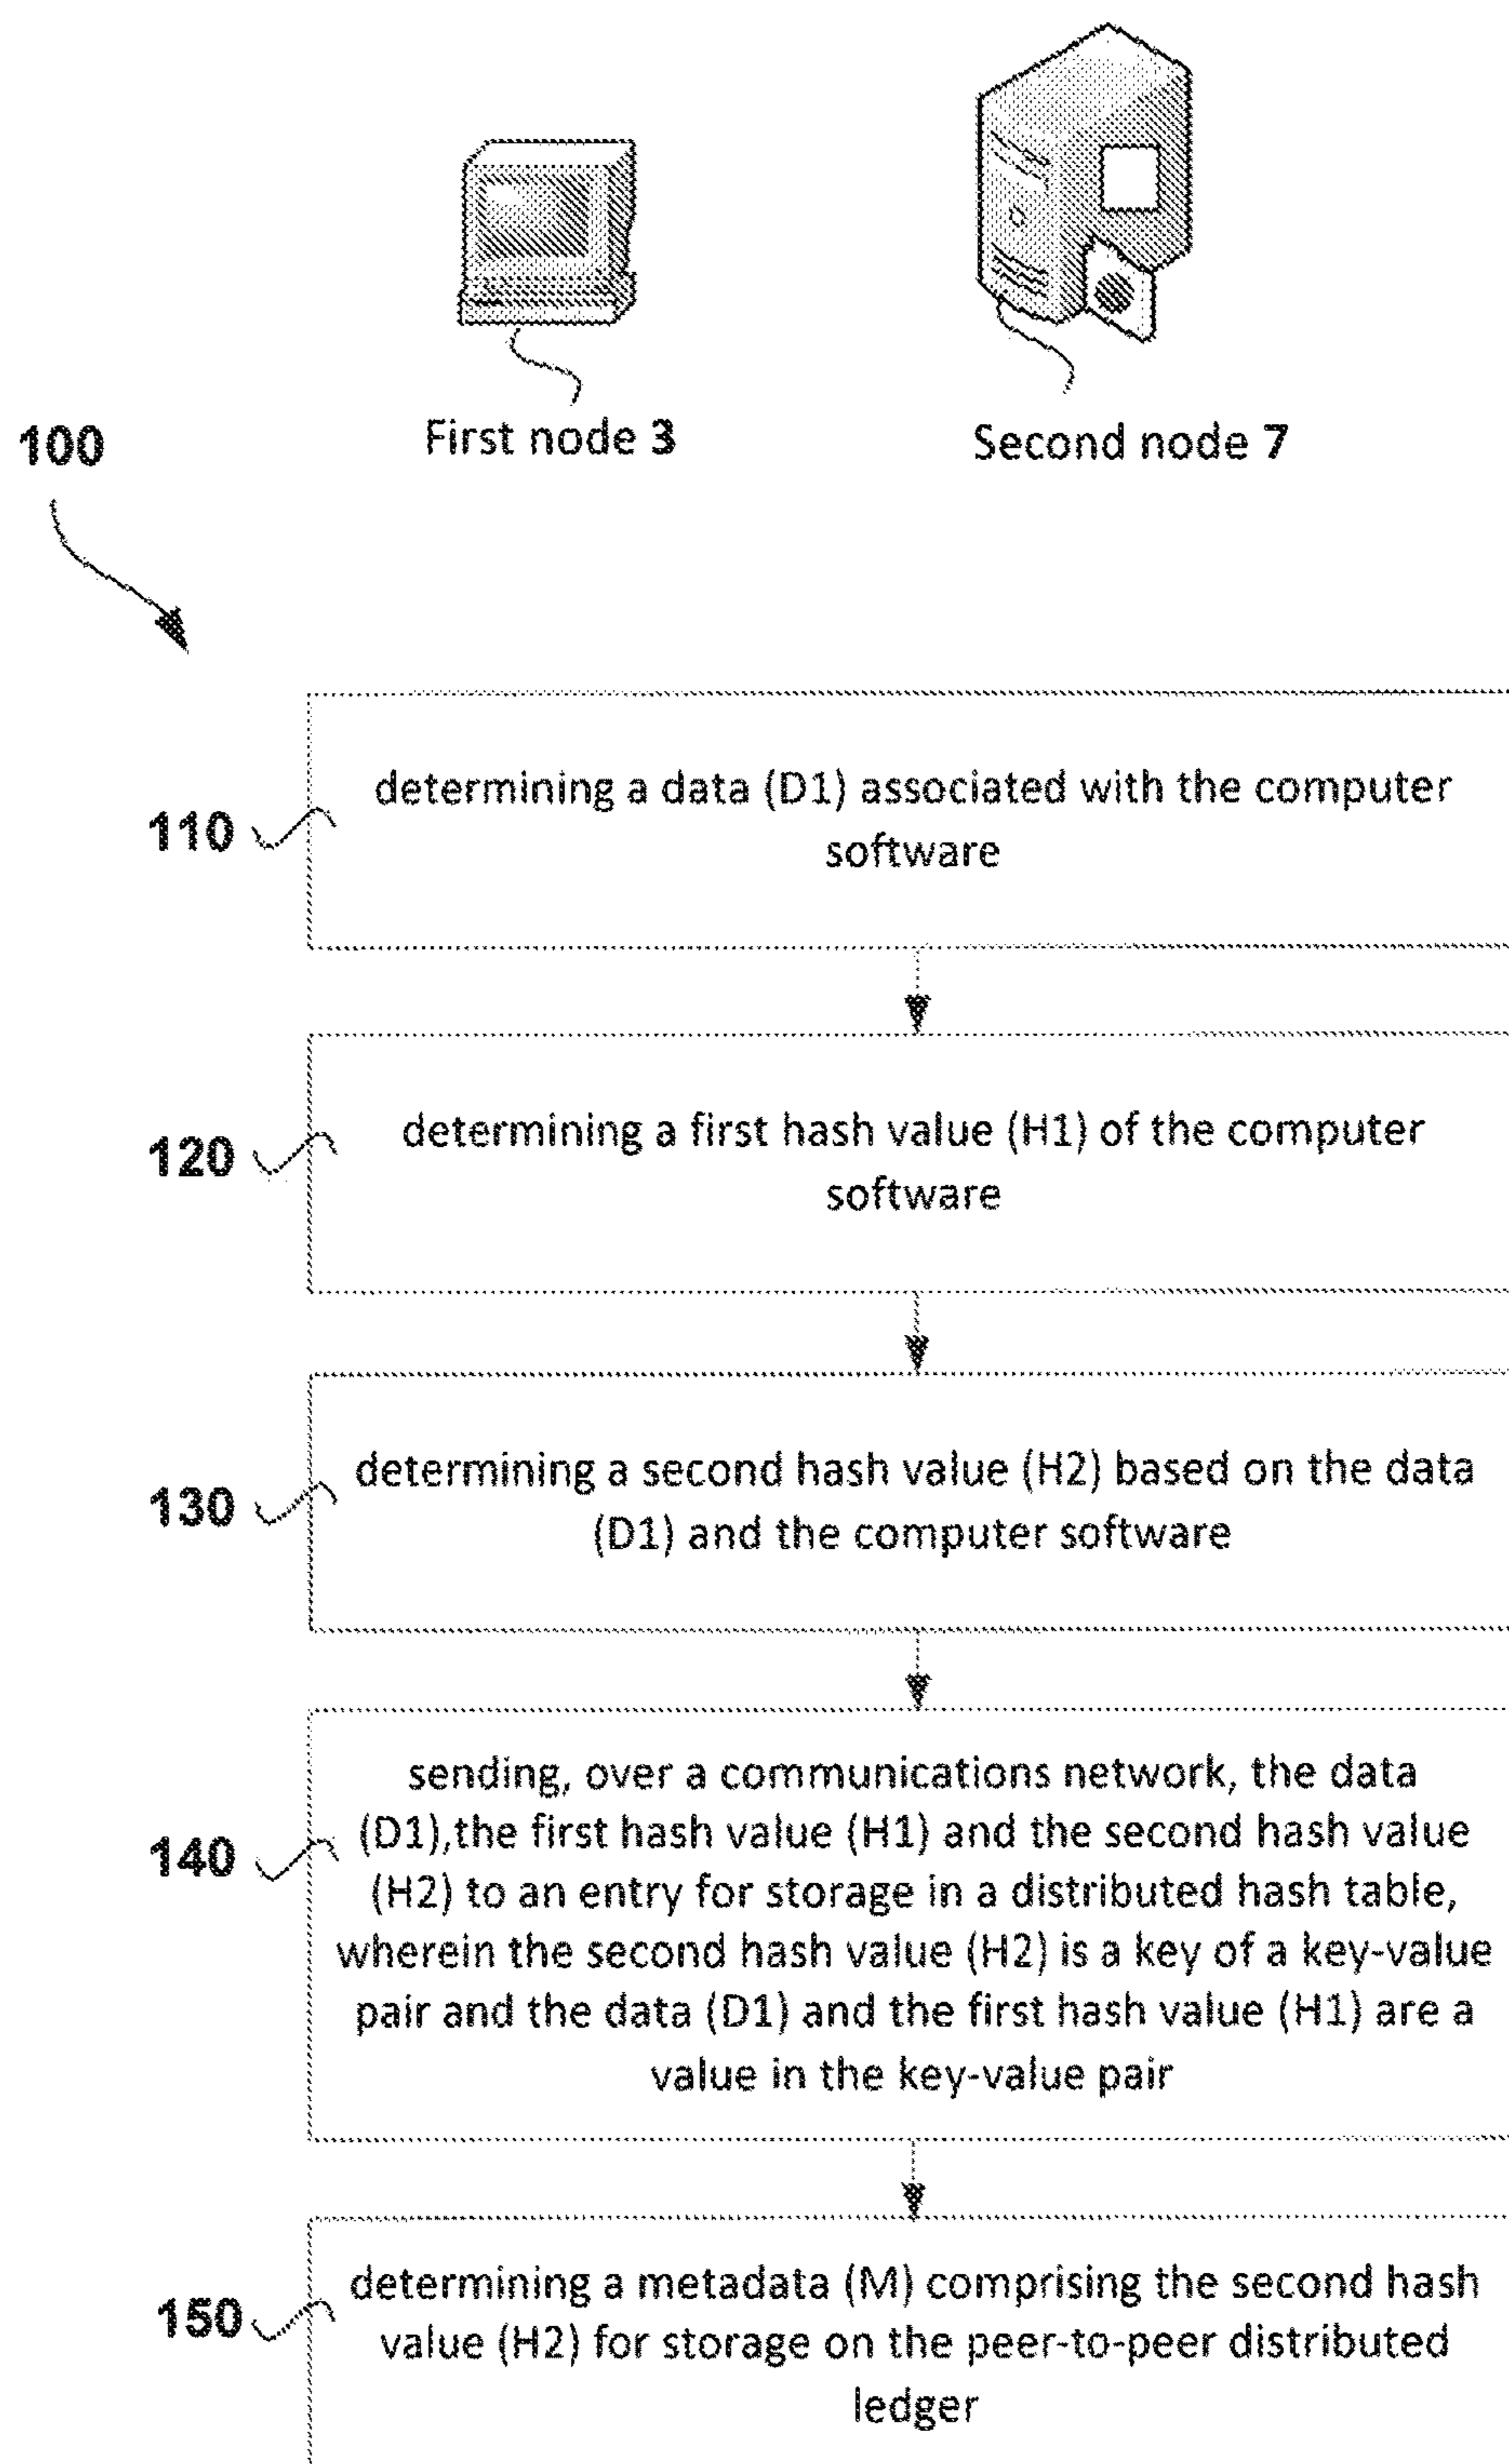 First node 3
Second node 7
100
110
determining a data (D1) associated with the computer
software
120
determining a first hash value (H1) of the computer
software
130
determining a second hash value (H2) based on the data
(D1) and the computer software
140
sending, over a communications network, the data
(D1),the first hash value (H1) and the second hash value
(H2) to an entry for storage in a distributed hash table,
wherein the second hash value (H2) is a key of a key-value
pair and the data (D1) and the first hash value (H1) are a
value in the key-value pair
150
determining a metadata (M) comprising the second hash
value (H2) for storage on the peer-to-peer distributed
ledger